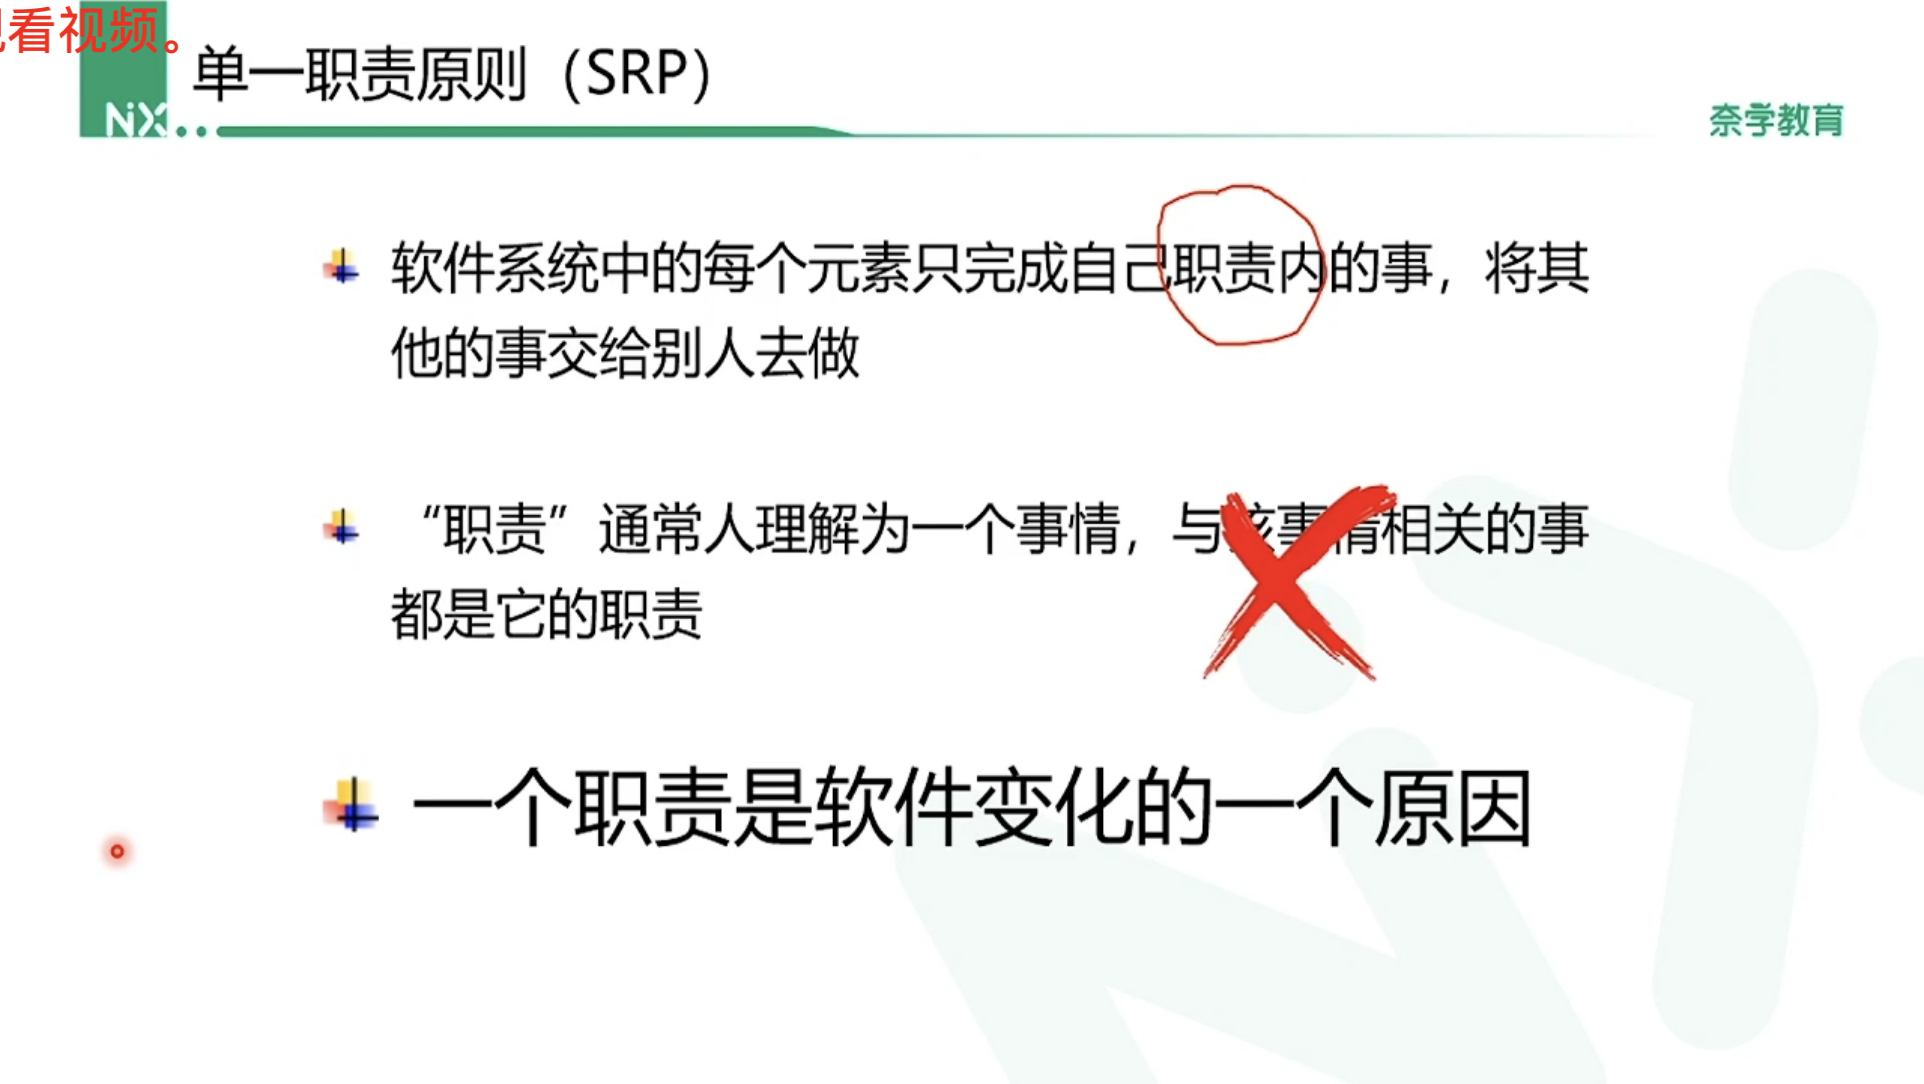 看视频。
单一职责原则（SRP）
NX
奈学教育
软件系统中的每个元素只完成自己职责内的事，将其
他的事交给别人去做
“职责”通常人理解为一个事情，与该事情相关的事
都是它的职责
一个职责是软件变化的一个原因